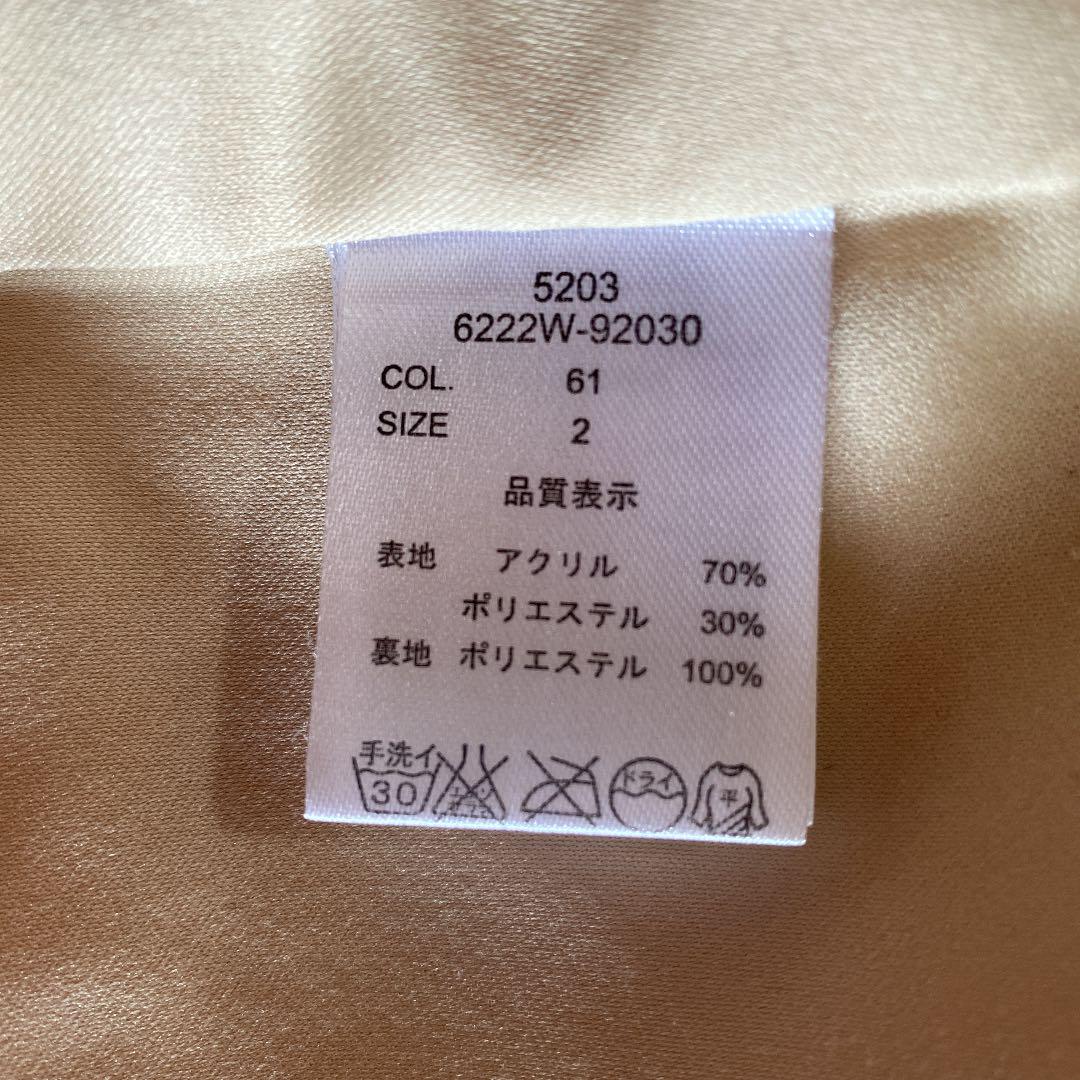 5203
6222W-92030
COL. 61
SIZE 2
品質表示
表地 アクリル 70%
ポリエステル 30%
裏地 ポリエステル 100%
手洗イ
30 ドライ 平